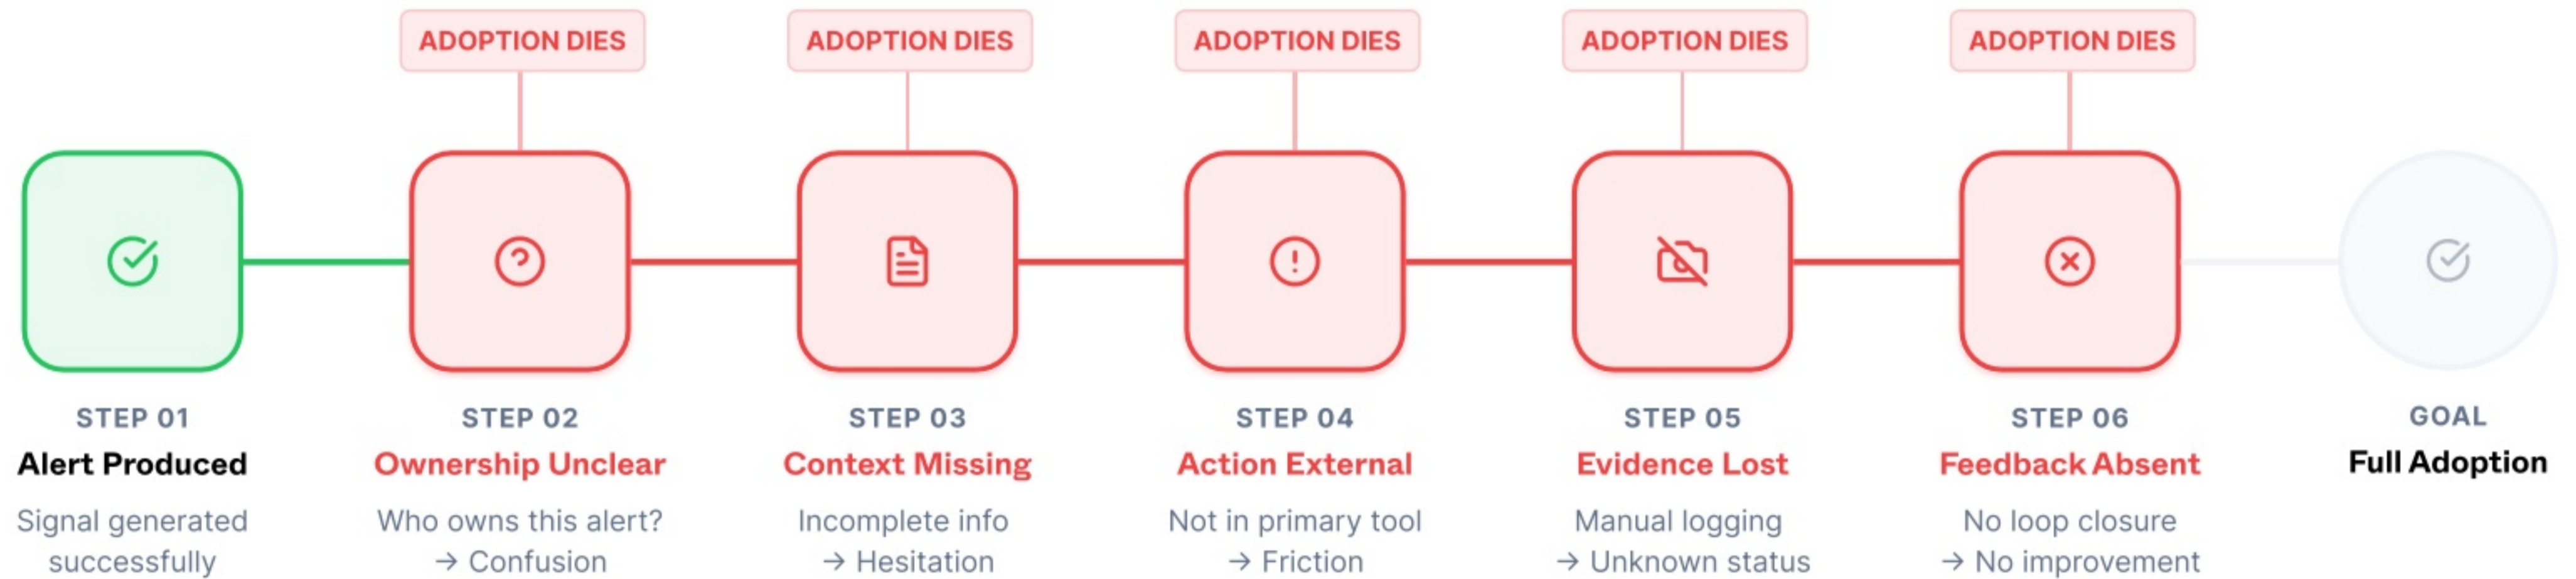 ADOPTION DIES
ADOPTION DIES
ADOPTION DIES
ADOPTION DIES
ADOPTION DIES
STEP 01
Alert Produced
Signal generated
successfully
STEP 02
Ownership Unclear
Who owns this alert?
→ Confusion
STEP 03
Context Missing
Incomplete info
→ Hesitation
STEP 04
Action External
Not in primary tool
→ Friction
STEP 05
Evidence Lost
Manual logging
→ Unknown status
STEP 06
Feedback Absent
No loop closure
→ No improvement
GOAL
Full Adoption